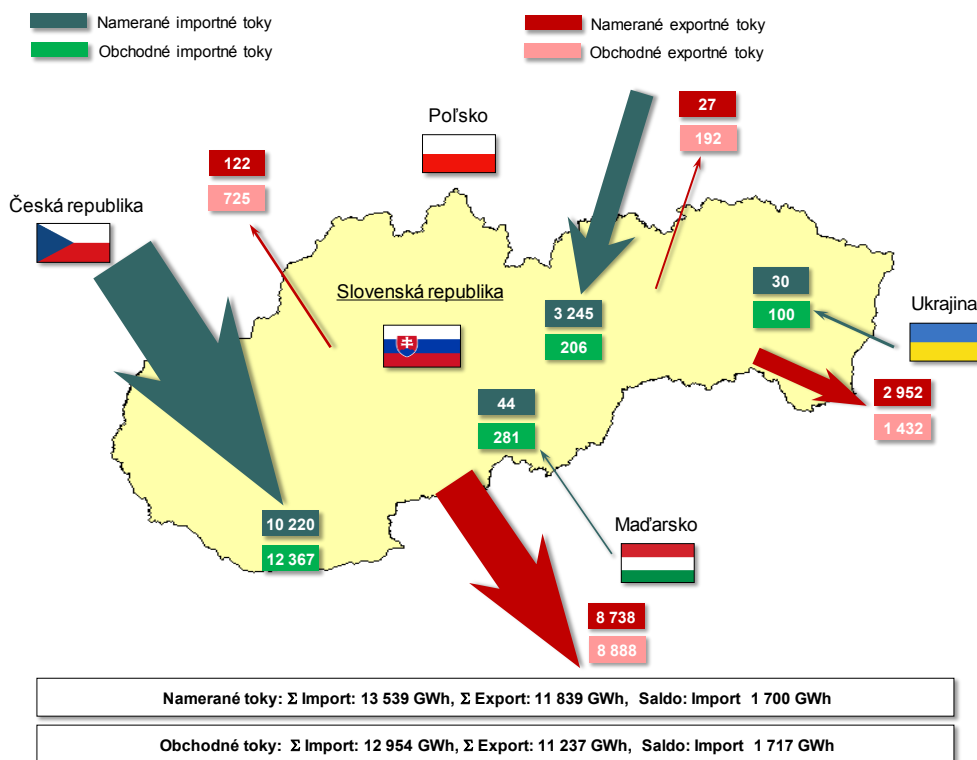 Namerané importné toky
Obchodné importné toky
Namerané exportné toky
Obchodné exportné toky
Poľsko
27
192
122
725
Česká republika
Slovenská republika
3 245
206
30
100
Ukrajina
2 952
1 432
44
281
10 220
12 367
Maďarsko
8 738
8 888
Namerané toky: Σ Import: 13 539 GWh, Σ Export: 11 839 GWh, Saldo: Import 1 700 GWh
Obchodné toky: Σ Import: 12 954 GWh, Σ Export: 11 237 GWh, Saldo: Import 1 717 GWh